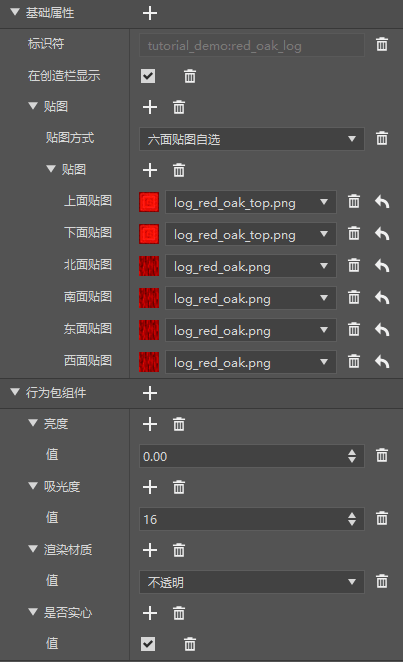 基础属性
标识符 tutorial_demo:red_oak_log
在创造栏显示
贴图
贴图方式 六面贴图自选
贴图
上面贴图 log_red_oak_top.png
下面贴图 log_red_oak_top.png
北面贴图 log_red_oak.png
南面贴图 log_red_oak.png
东面贴图 log_red_oak.png
西面贴图 log_red_oak.png
行为包组件
亮度
值 0.00
吸光度
值 16
渲染材质
值 不透明
是否实心
值